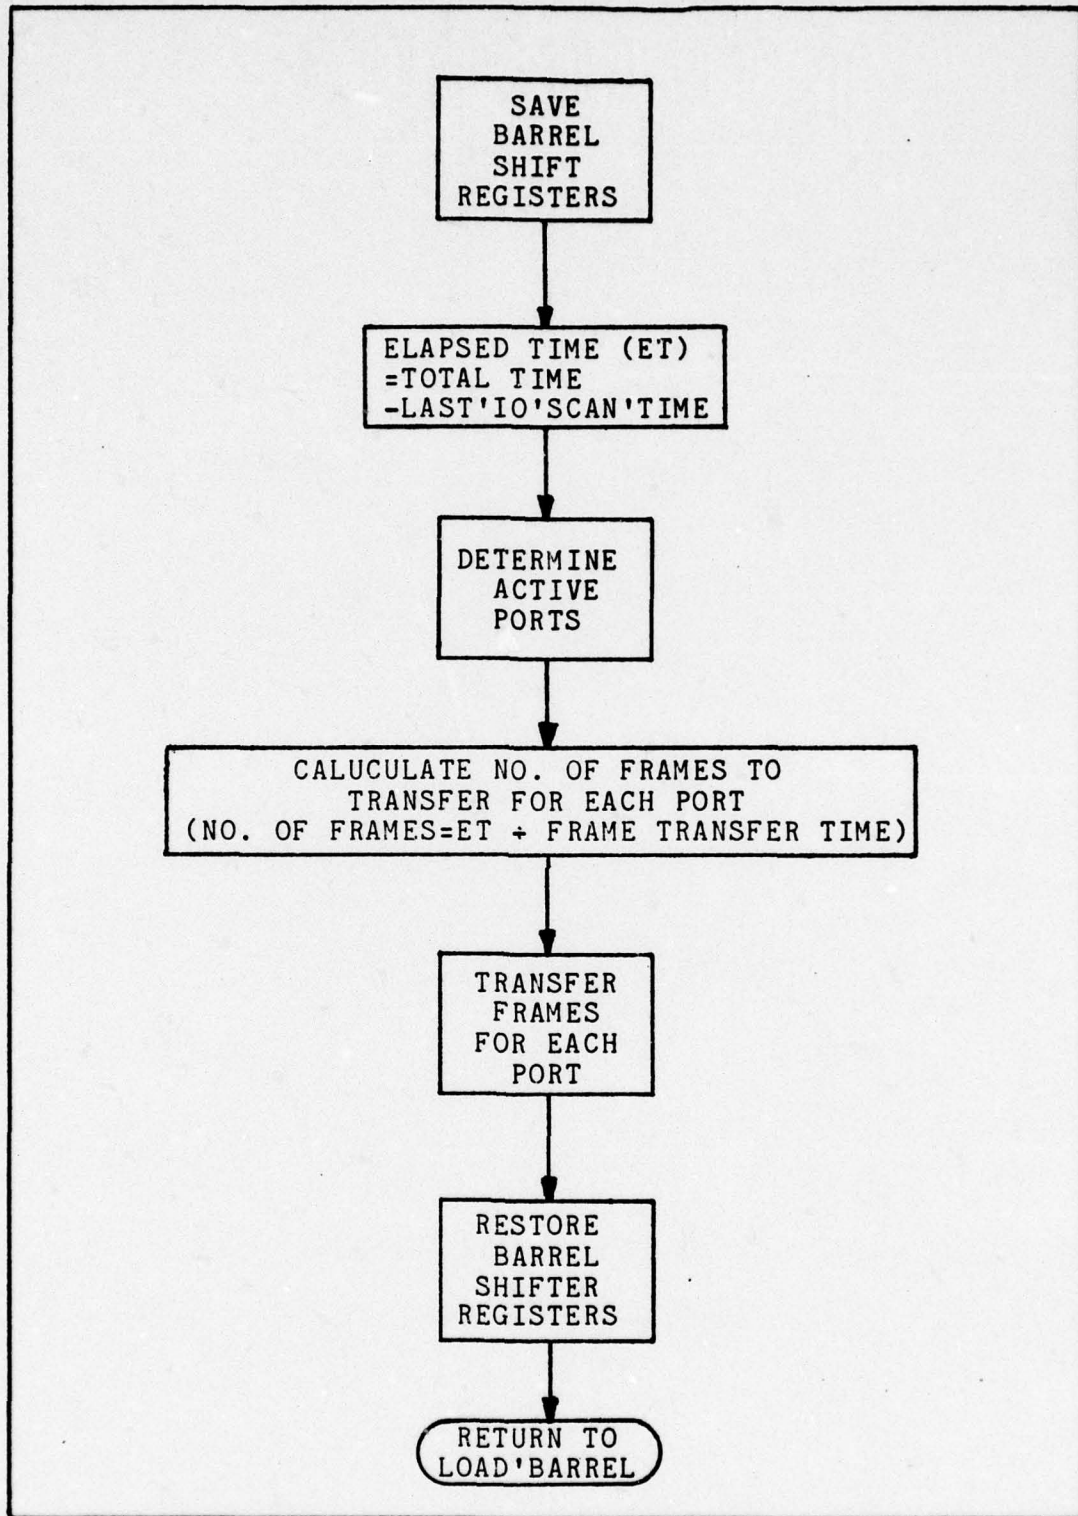 SAVE
BARREL
SHIFT
REGISTERS
ELAPSED TIME (ET)
=TOTAL TIME
-LAST'IO'SCAN'TIME
DETERMINE
ACTIVE
PORTS
CALUCULATE NO. OF FRAMES TO
TRANSFER FOR EACH PORT
(NO. OF FRAMES=ET ÷ FRAME TRANSFER TIME)
TRANSFER
FRAMES
FOR EACH
PORT
RESTORE
BARREL
SHIFTER
REGISTERS
RETURN TO
LOAD'BARREL